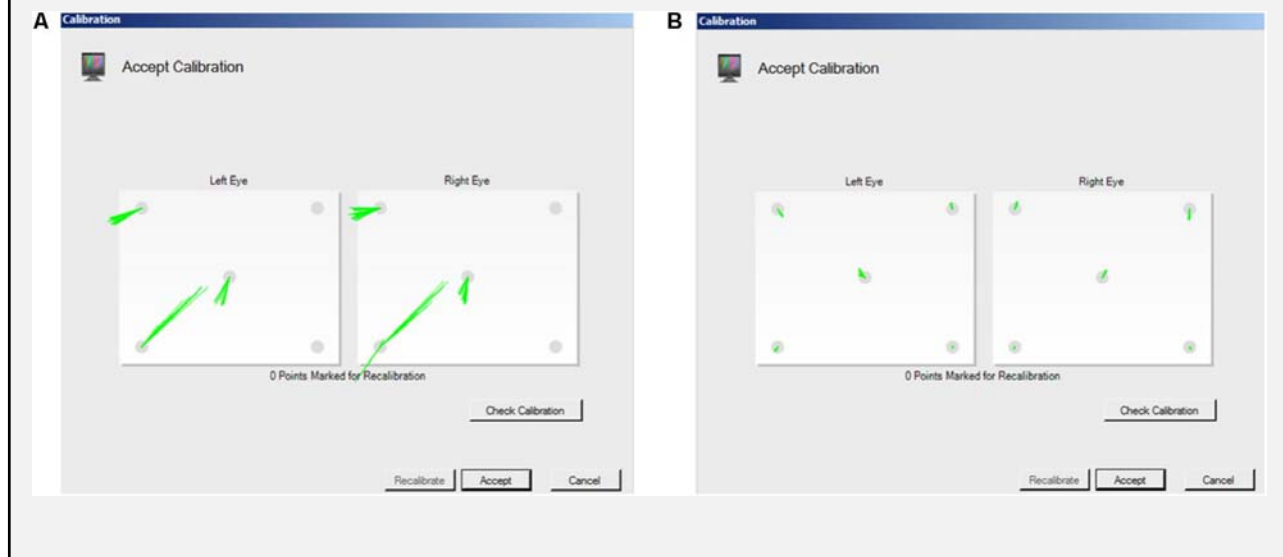 A
Calibration
Accept Calibration
Left Eye
Right Eye
0 Points Marked for Recalibration
Check Calibration
Recalibrate
Accept
Cancel
B
Calibration
Accept Calibration
Left Eye
Right Eye
0 Points Marked for Recalibration
Check Calibration
Recalibrate
Accept
Cancel